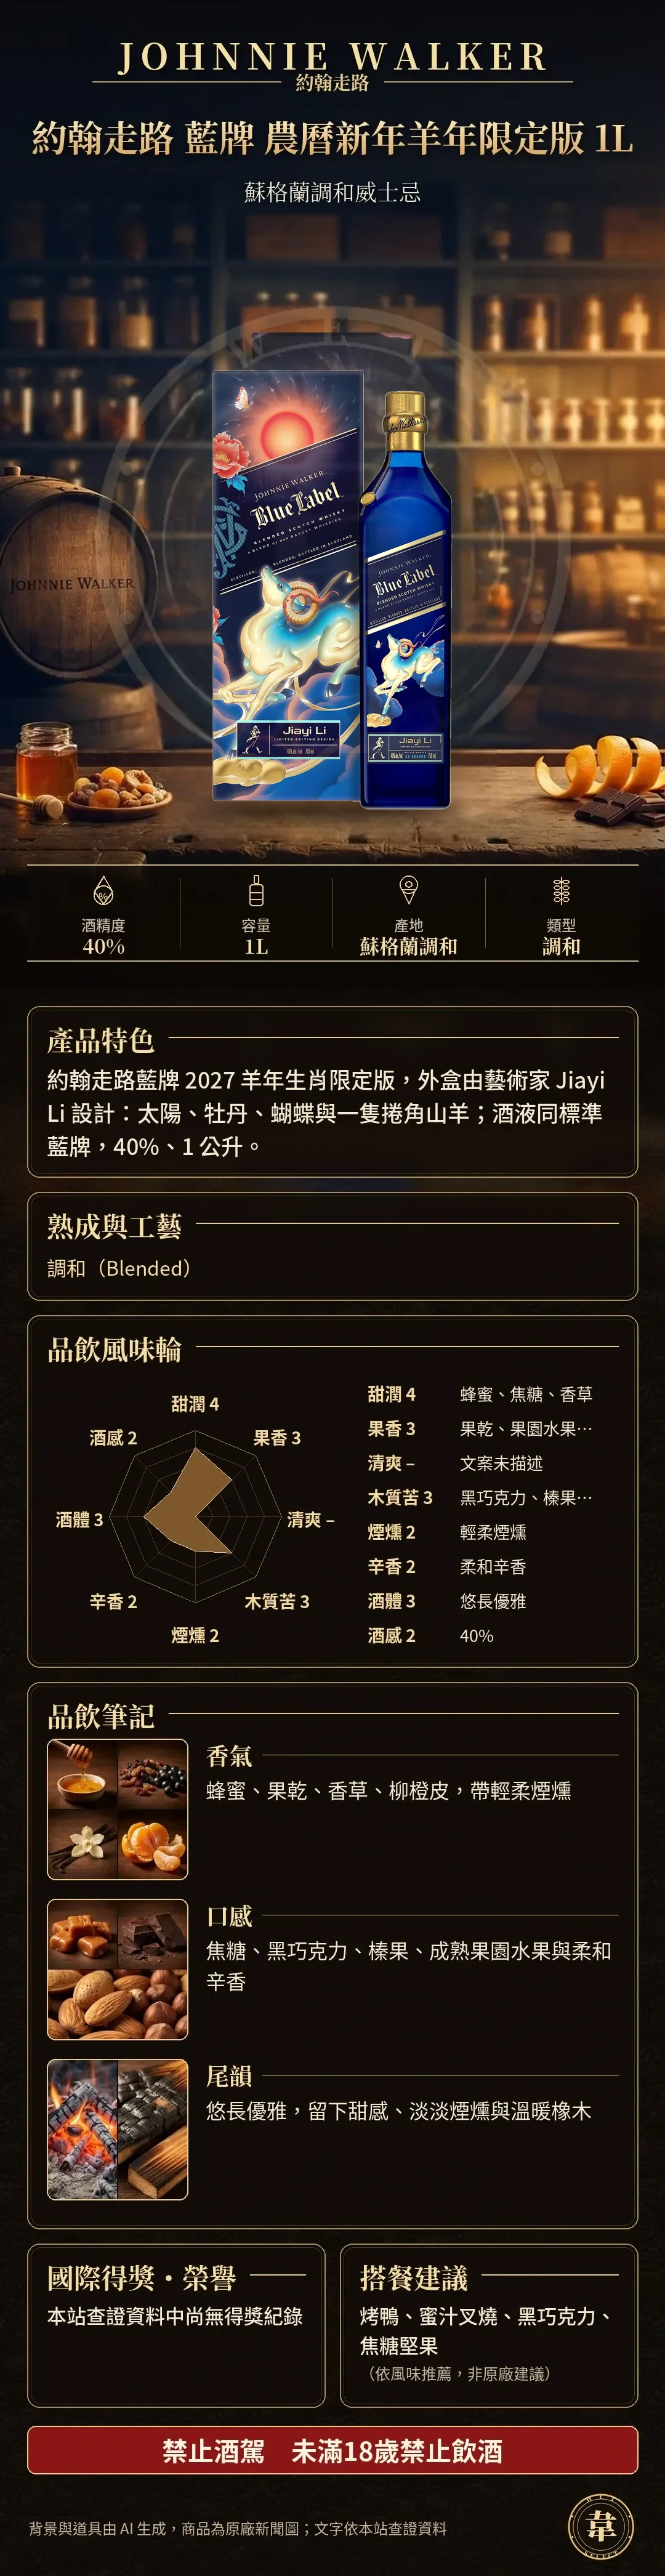 JOHNNIE WALKER
約翰走路
約翰走路 藍牌 農曆新年羊年限定版 1L
蘇格蘭調和威士忌
JOHNNIE WALKER
Blue Label
BLENDED SCOTCH WHISKY
Jiayi Li
LIMITED EDITION DESIGN
JOHNNIE WALKER
Blue Label
BLENDED SCOTCH WHISKY
Jiayi Li
JOHNNIE WALKER
酒精度
40%
容量
1L
產地
蘇格蘭調和
類型
調和
產品特色
約翰走路藍牌 2027 羊年生肖限定版，外盒由藝術家 Jiayi
Li 設計：太陽、牡丹、蝴蝶與一隻捲角山羊；酒液同標準
藍牌，40%、1 公升。
熟成與工藝
調和（Blended）
品飲風味輪
甜潤 4
果香 3
清爽 –
木質苦 3
煙燻 2
辛香 2
酒體 3
酒感 2
甜潤 4 蜂蜜、焦糖、香草
果香 3 果乾、果園水果…
清爽 – 文案未描述
木質苦 3 黑巧克力、榛果…
煙燻 2 輕柔煙燻
辛香 2 柔和辛香
酒體 3 悠長優雅
酒感 2 40%
品飲筆記
香氣
蜂蜜、果乾、香草、柳橙皮，帶輕柔煙燻
口感
焦糖、黑巧克力、榛果、成熟果園水果與柔和
辛香
尾韻
悠長優雅，留下甜感、淡淡煙燻與溫暖橡木
國際得獎・榮譽
本站查證資料中尚無得獎紀錄
搭餐建議
烤鴨、蜜汁叉燒、黑巧克力、
焦糖堅果
（依風味推薦，非原廠建議）
禁止酒駕 未滿18歲禁止飲酒
背景與道具由 AI 生成，商品為原廠新聞圖；文字依本站查證資料
韋